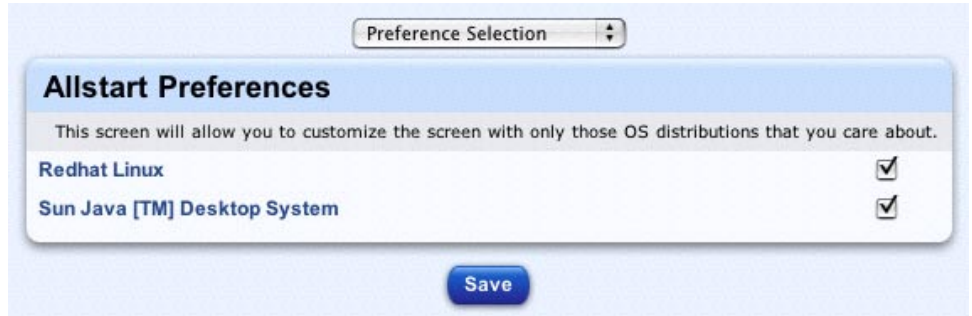 Preference Selection
Allstart Preferences
This screen will allow you to customize the screen with only those OS distributions that you care about.
Redhat Linux
Sun Java [TM] Desktop System
Save